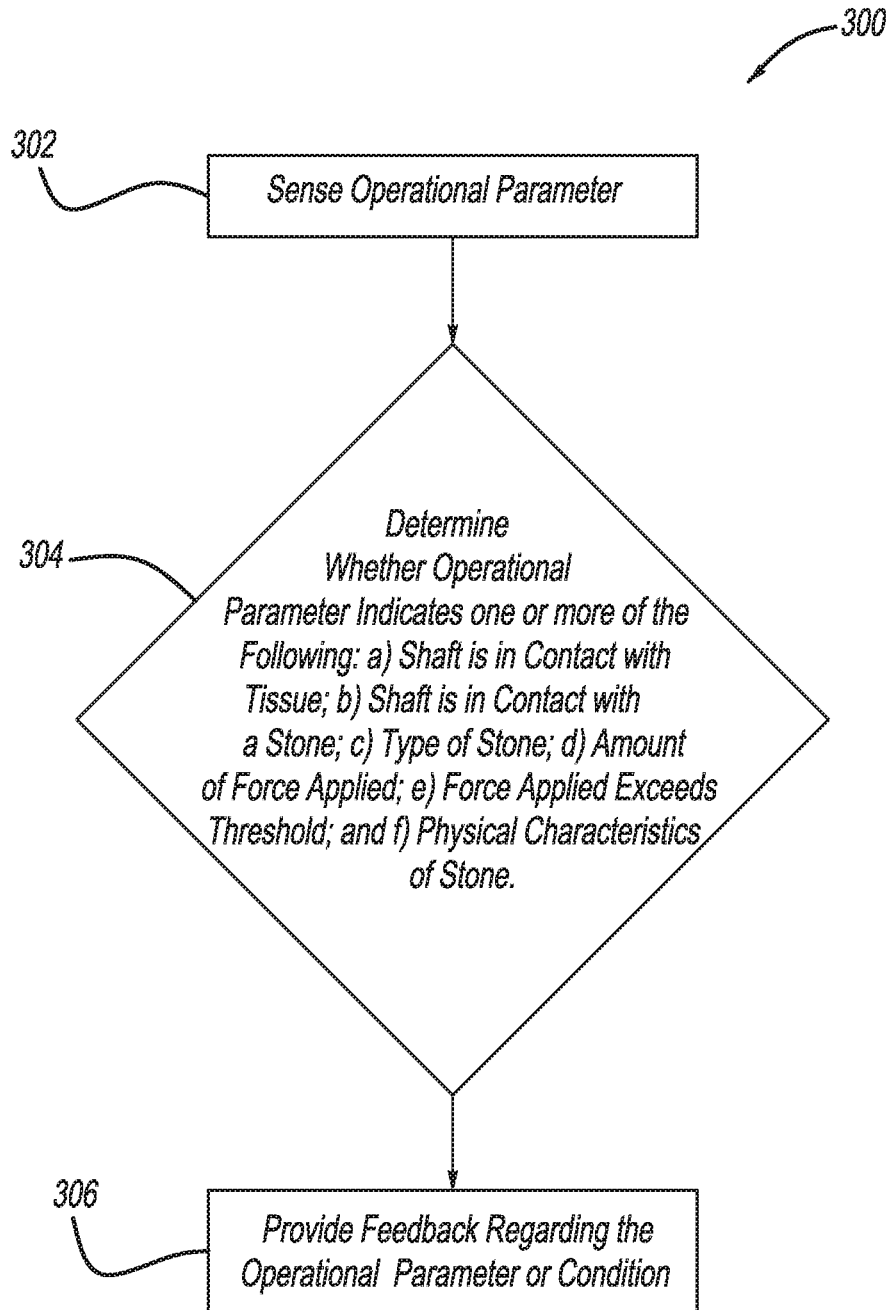 300
302
Sense Operational Parameter
304
Determine
Whether Operational
Parameter Indicates one or more of the
Following: a) Shaft is in Contact with
Tissue; b) Shaft is in Contact with
a Stone; c) Type of Stone; d) Amount
of Force Applied; e) Force Applied Exceeds
Threshold; and f) Physical Characteristics
of Stone.
306
Provide Feedback Regarding the
Operational Parameter or Condition